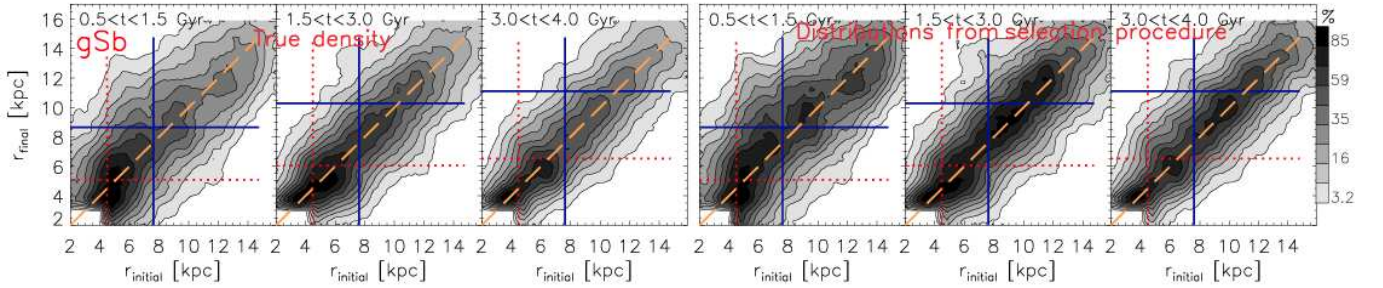 0.5<t<1.5 Gyr 1.5<t<3.0 Gyr 3.0<t<4.0 Gyr 0.5<t<1.5 Gyr 1.5<t<3.0 Gyr 3.0<t<4.0 Gyr %
gSb True density Distributions from selection procedure
16
14
12
10
8
6
4
2
r_final [kpc]
85
59
35
16
3.2
2 4 6 8 10 12 14 2 4 6 8 10 12 14 2 4 6 8 10 12 14 2 4 6 8 10 12 14 2 4 6 8 10 12 14 2 4 6 8 10 12 14
r_initial [kpc] r_initial [kpc] r_initial [kpc] r_initial [kpc] r_initial [kpc] r_initial [kpc]